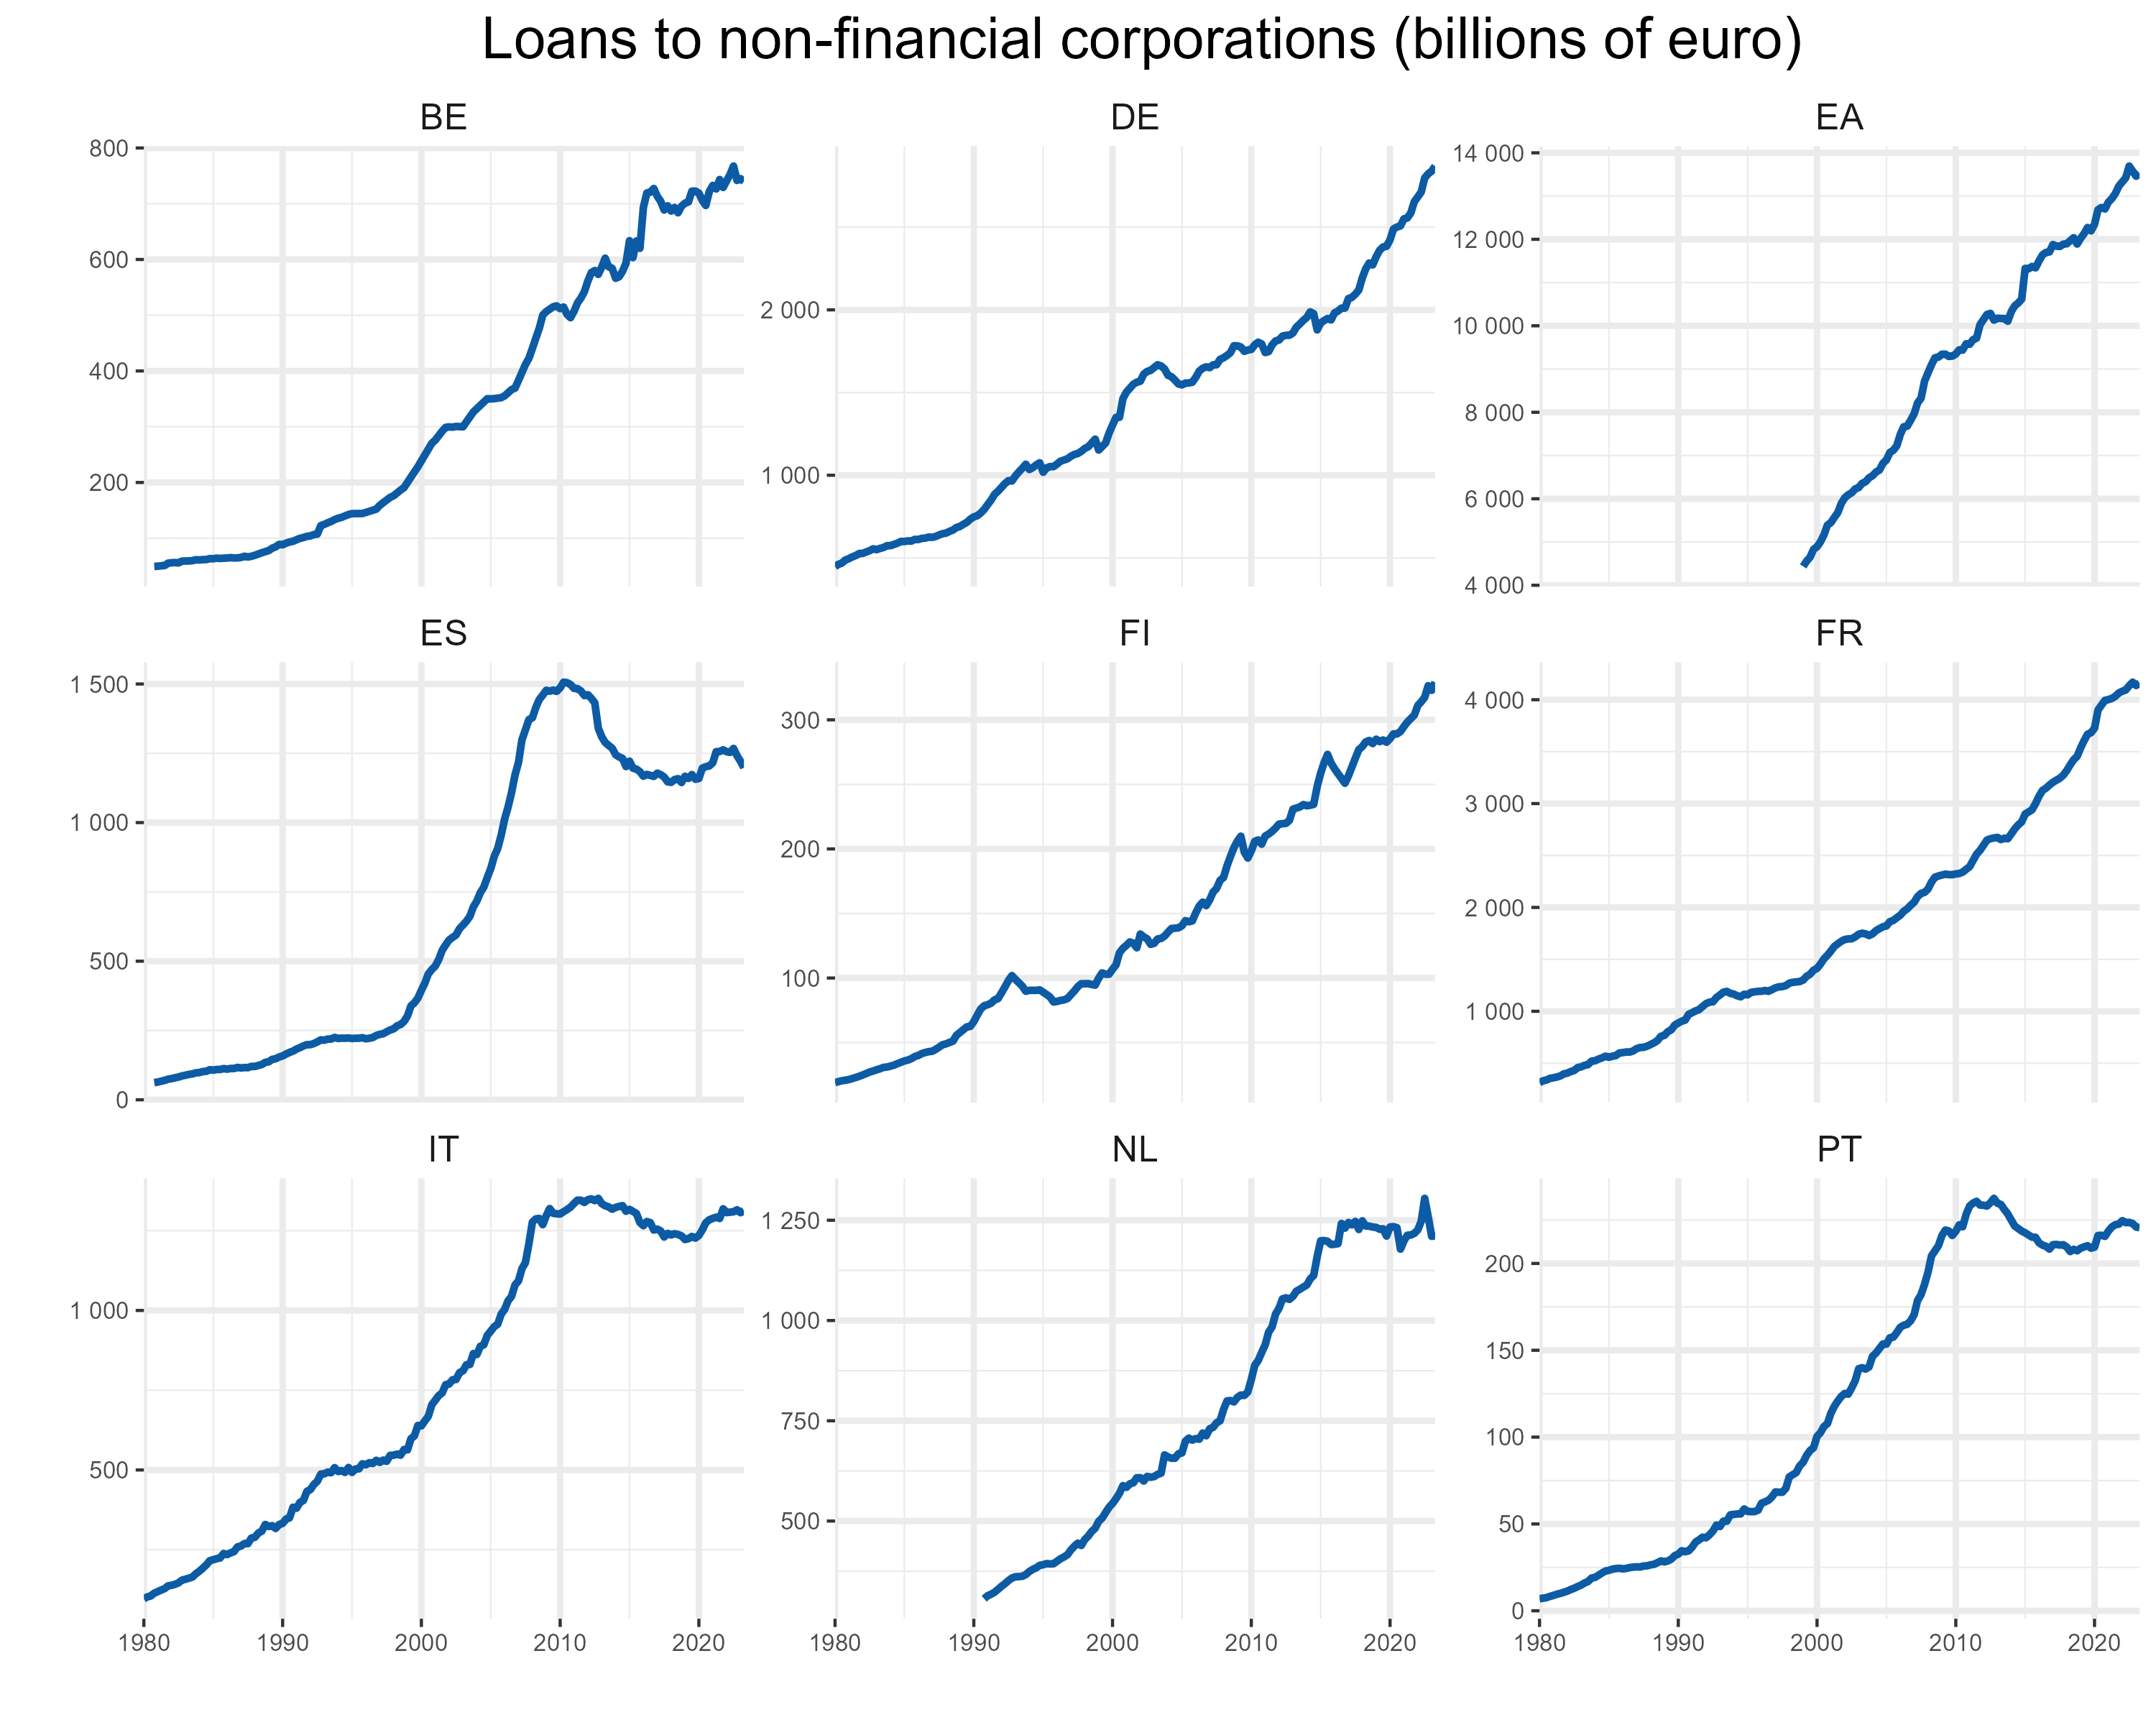 Loans to non-financial corporations (billions of euro)
BE
DE
EA
800
600
400
200
2 000
1 000
14 000
12 000
10 000
8 000
6 000
4 000
ES
FI
FR
1 500
1 000
500
0
300
200
100
4 000
3 000
2 000
1 000
IT
NL
PT
1 000
500
1 250
1 000
750
500
200
150
100
50
0
1980 1990 2000 2010 2020
1980 1990 2000 2010 2020
1980 1990 2000 2010 2020